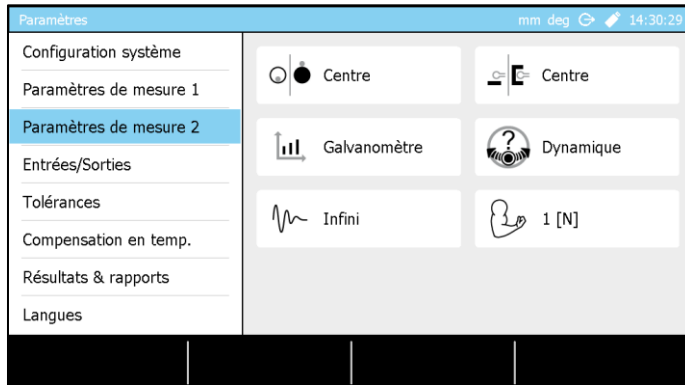 Paramètres mm deg 14:30:29
Configuration système
Paramètres de mesure 1
Paramètres de mesure 2
Entrées/Sorties
Tolérances
Compensation en temp.
Résultats & rapports
Langues
Centre Centre
Galvanomètre ? Dynamique
Infini 1 [N]